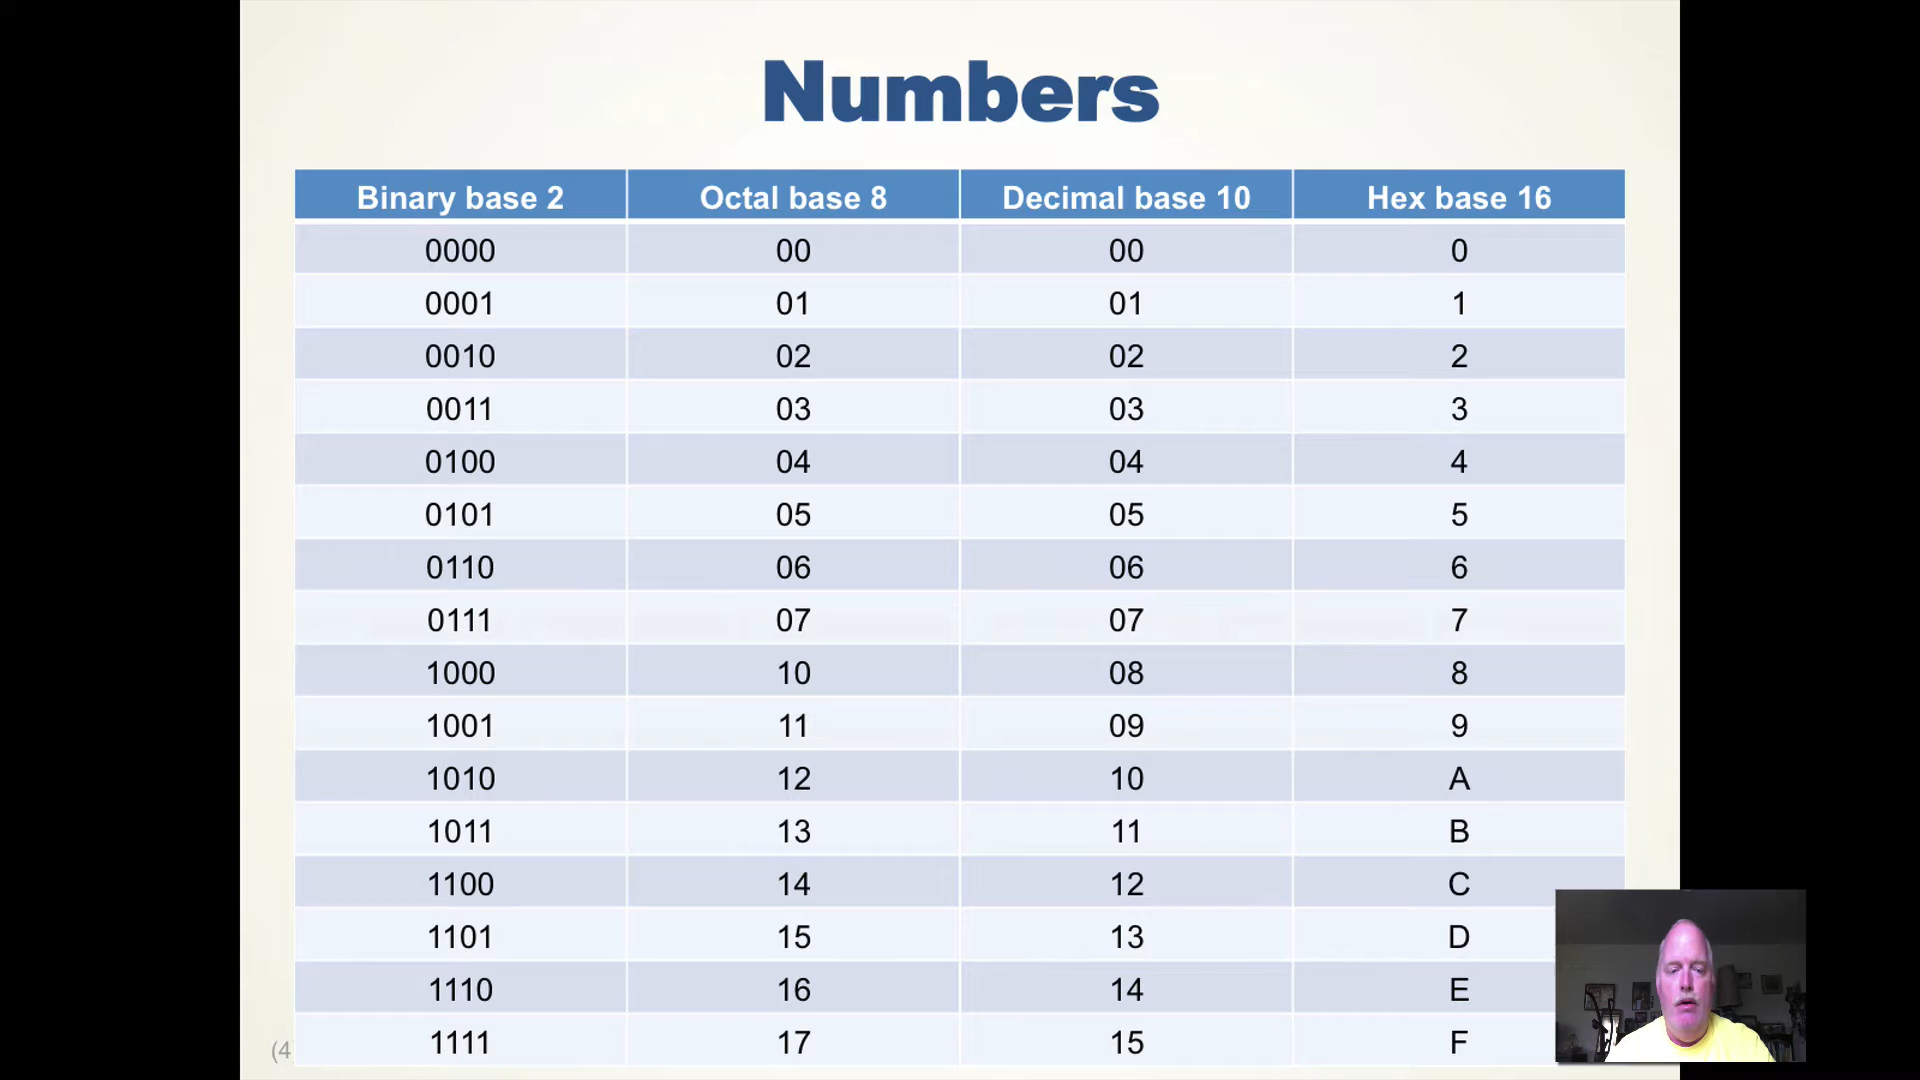 Numbers
Binary base 2 Octal base 8 Decimal base 10 Hex base 16
0000 00 00 0
0001 01 01 1
0010 02 02 2
0011 03 03 3
0100 04 04 4
0101 05 05 5
0110 06 06 6
0111 07 07 7
1000 10 08 8
1001 11 09 9
1010 12 10 A
1011 13 11 B
1100 14 12 C
1101 15 13 D
1110 16 14 E
1111 17 15 F
(4